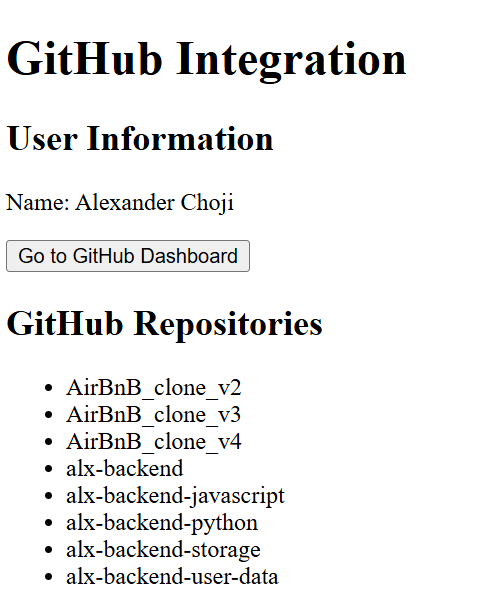 GitHub Integration
User Information
Name: Alexander Choji
Go to GitHub Dashboard
GitHub Repositories
AirBnB_clone_v2
AirBnB_clone_v3
AirBnB_clone_v4
alx-backend
alx-backend-javascript
alx-backend-python
alx-backend-storage
alx-backend-user-data